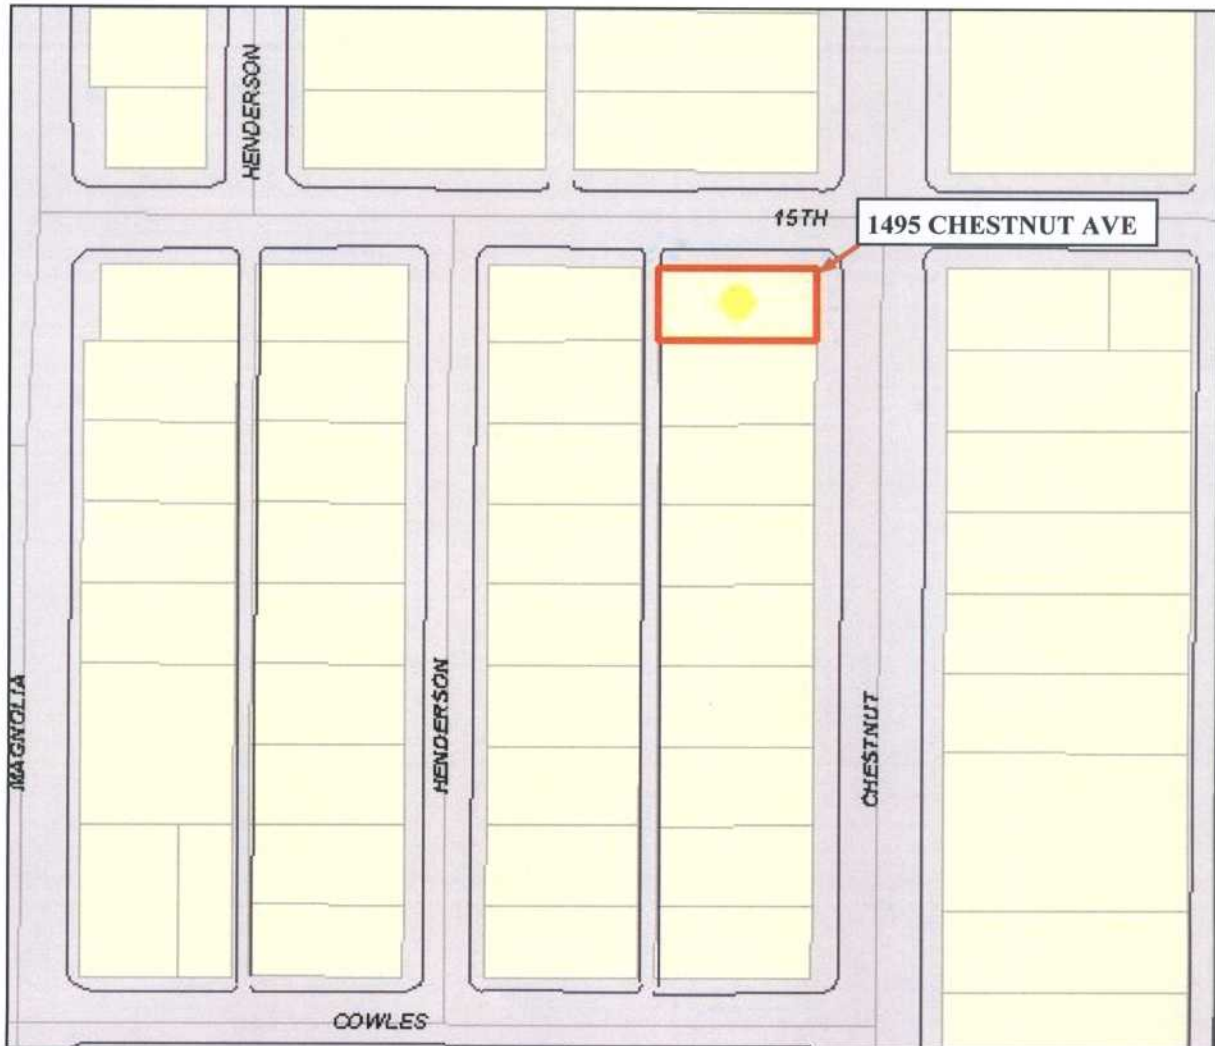 HENDERSON
15TH
1495 CHESTNUT AVE
MAGNOLIA
HENDERSON
CHESTNUT
COWLES